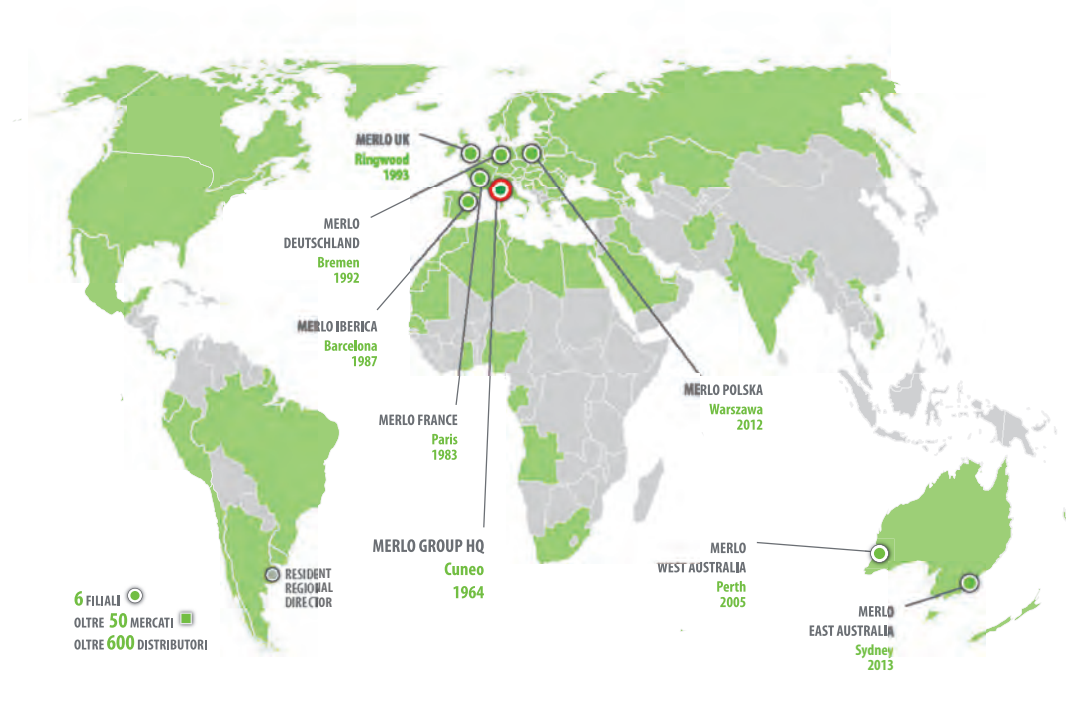 MERLO UK
Ringwood
1993
MERLO
DEUTSCHLAND
Bremen
1992
MERLO IBERICA
Barcelona
1987
MERLO FRANCE
Paris
1983
MERLO GROUP HQ
Cuneo
1964
MERLO POLSKA
Warszawa
2012
MERLO
WEST AUSTRALIA
Perth
2005
MERLO
EAST AUSTRALIA
Sydney
2013
RESIDENT
REGIONAL
DIRECTOR
6 FILIALI
OLTRE 50 MERCATI
OLTRE 600 DISTRIBUTORI